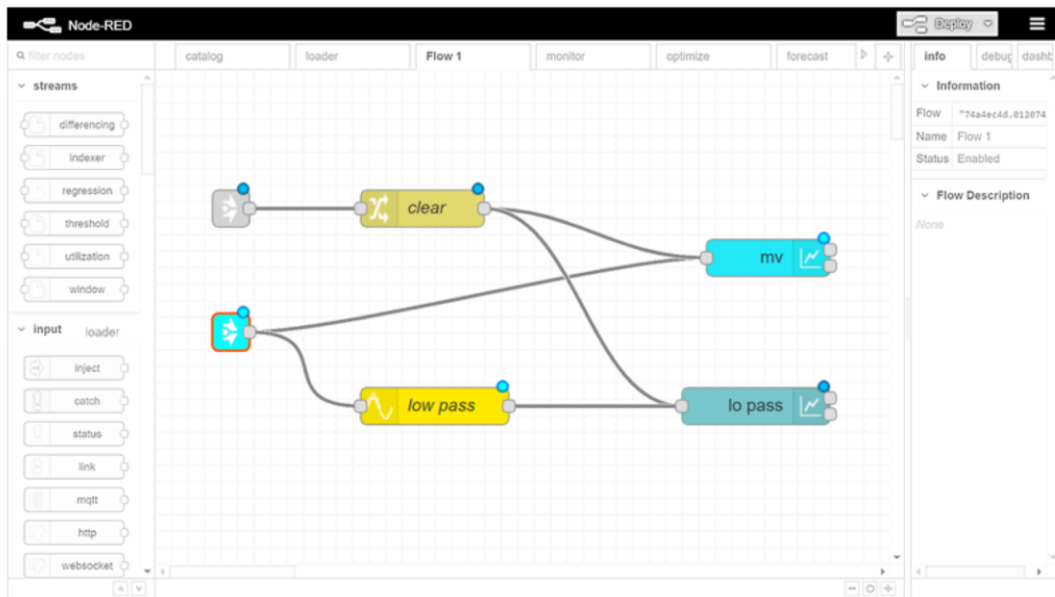 Node-RED
Deploy
filter nodes
catalog
loader
Flow 1
monitor
optimize
forecast
info
debug
dashb
streams
differencing
indexer
regression
threshold
utilization
window
input
loader
inject
catch
status
link
mqtt
http
websocket
clear
mv
low pass
lo pass
Information
Flow "74a4ec4d.012074
Name Flow 1
Status Enabled
Flow Description
None